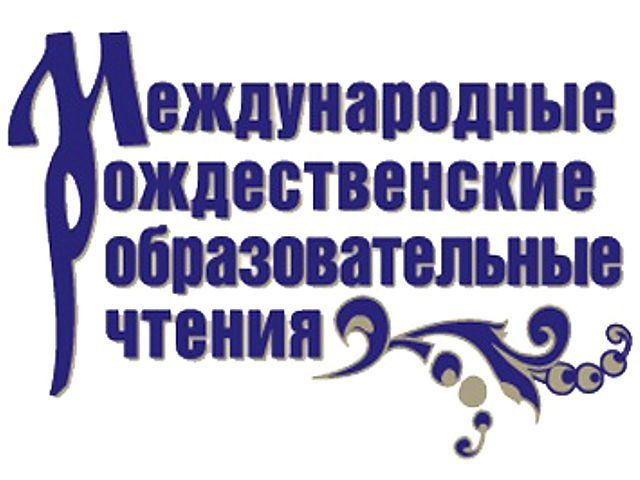 Международные
Рождественские
образовательные
чтения